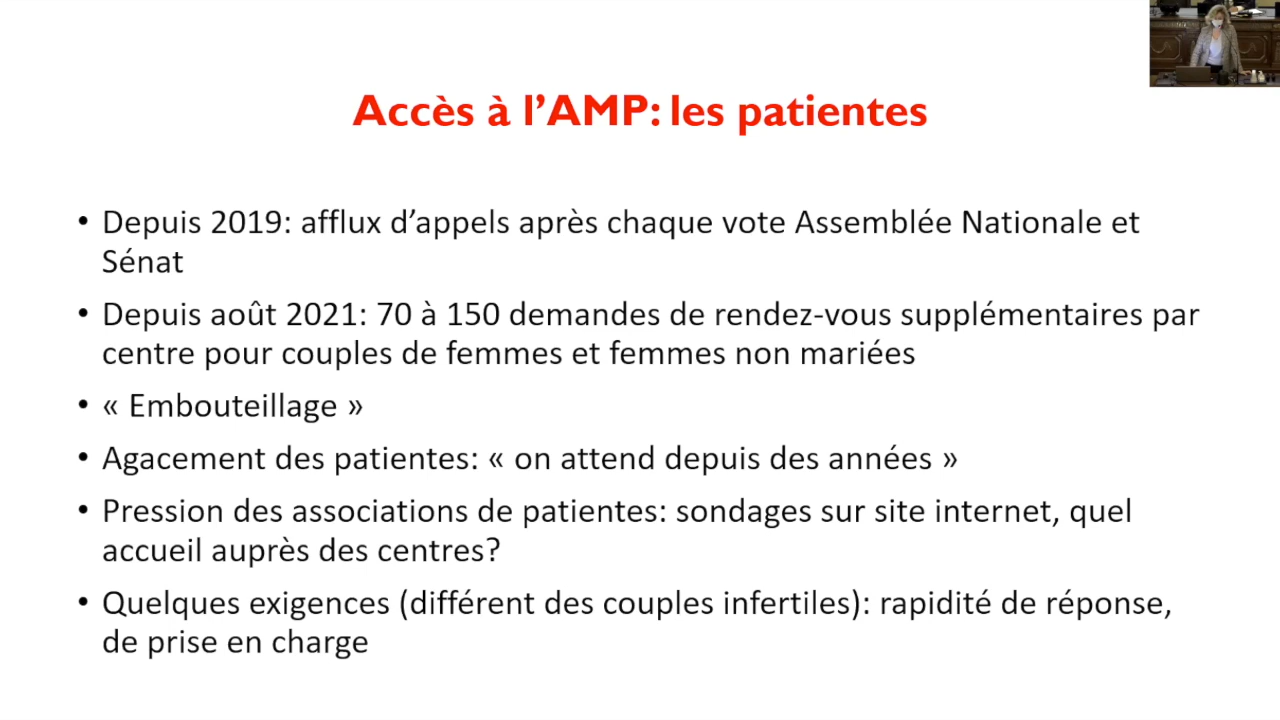 Accès à l’AMP: les patientes
• Depuis 2019: afflux d’appels après chaque vote Assemblée Nationale et
Sénat
• Depuis août 2021: 70 à 150 demandes de rendez-vous supplémentaires par
centre pour couples de femmes et femmes non mariées
• « Embouteillage »
• Agacement des patientes: « on attend depuis des années »
• Pression des associations de patientes: sondages sur site internet, quel
accueil auprès des centres?
• Quelques exigences (différent des couples infertiles): rapidité de réponse,
de prise en charge